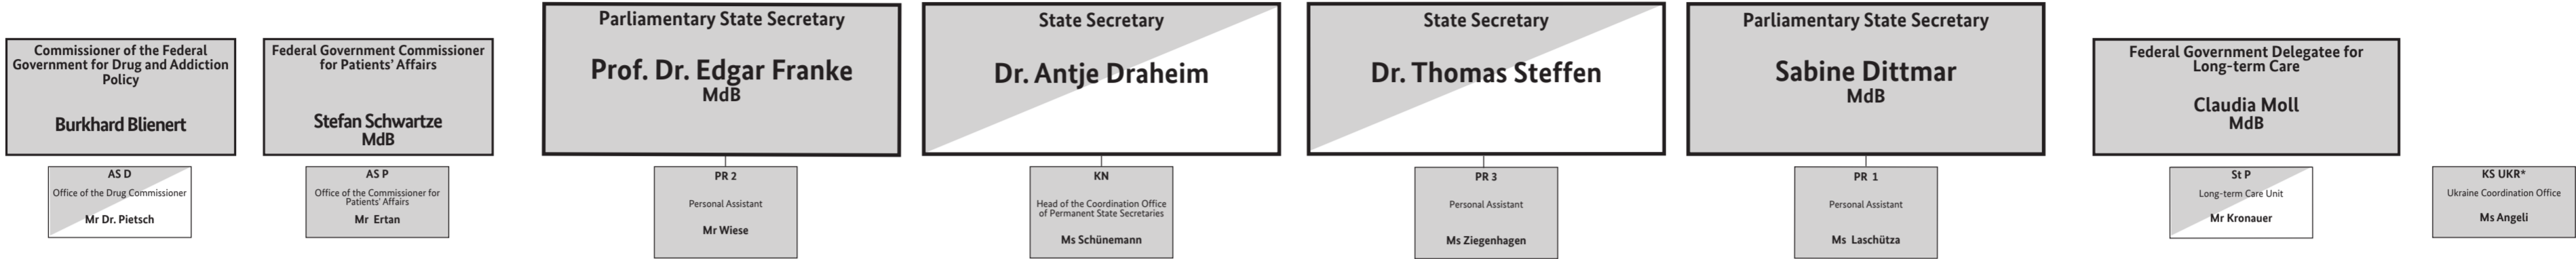 Commissioner of the Federal
Government for Drug and Addiction
Policy
Burkhard Blienert
AS D
Office of the Drug Commissioner
Mr Dr. Pietsch
Federal Government Commissioner
for Patients' Affairs
Stefan Schwartze
MdB
AS P
Office of the Commissioner for
Patients' Affairs
Mr Ertan
Parliamentary State Secretary
Prof. Dr. Edgar Franke
MdB
PR 2
Personal Assistant
Mr Wiese
State Secretary
Dr. Antje Draheim
KN
Head of the Coordination Office
of Permanent State Secretaries
Ms Schünemann
State Secretary
Dr. Thomas Steffen
PR 3
Personal Assistant
Ms Ziegenhagen
Parliamentary State Secretary
Sabine Dittmar
MdB
PR 1
Personal Assistant
Ms Laschütza
Federal Government Delegatee for
Long-term Care
Claudia Moll
MdB
St P
Long-term Care Unit
Mr Kronauer
KS UKR*
Ukraine Coordination Office
Ms Angeli